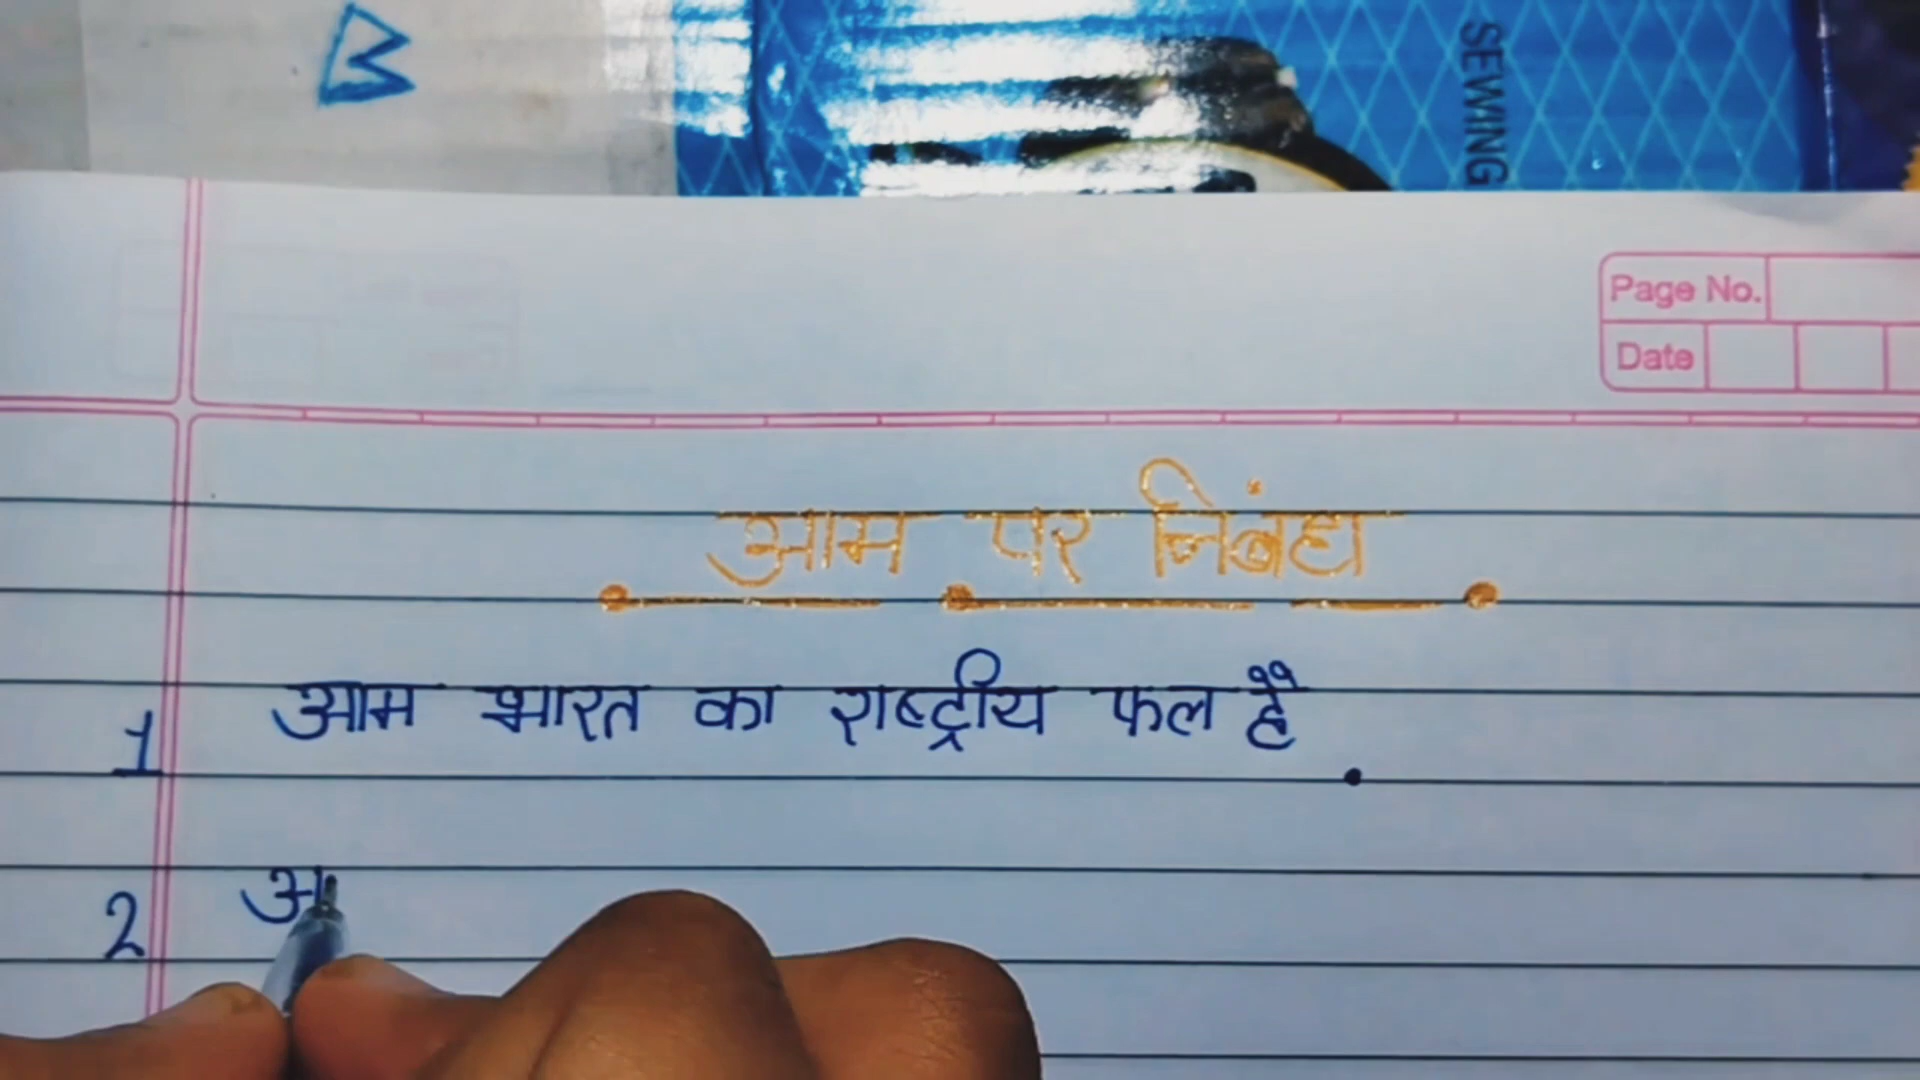 B
SEWING
Page No.
Date
आम पर निबंध
1 आम भारत का राष्ट्रीय फल है.
2 अ